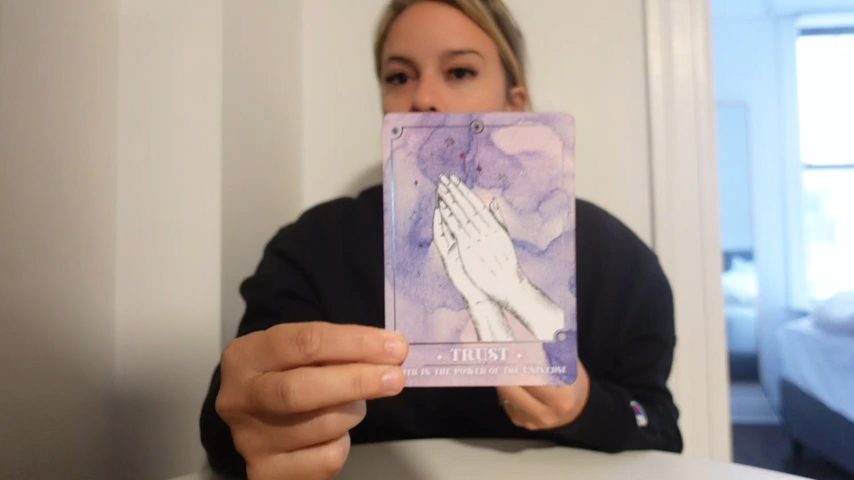 TRUST
IN THE POWER OF THE UNIVERSE